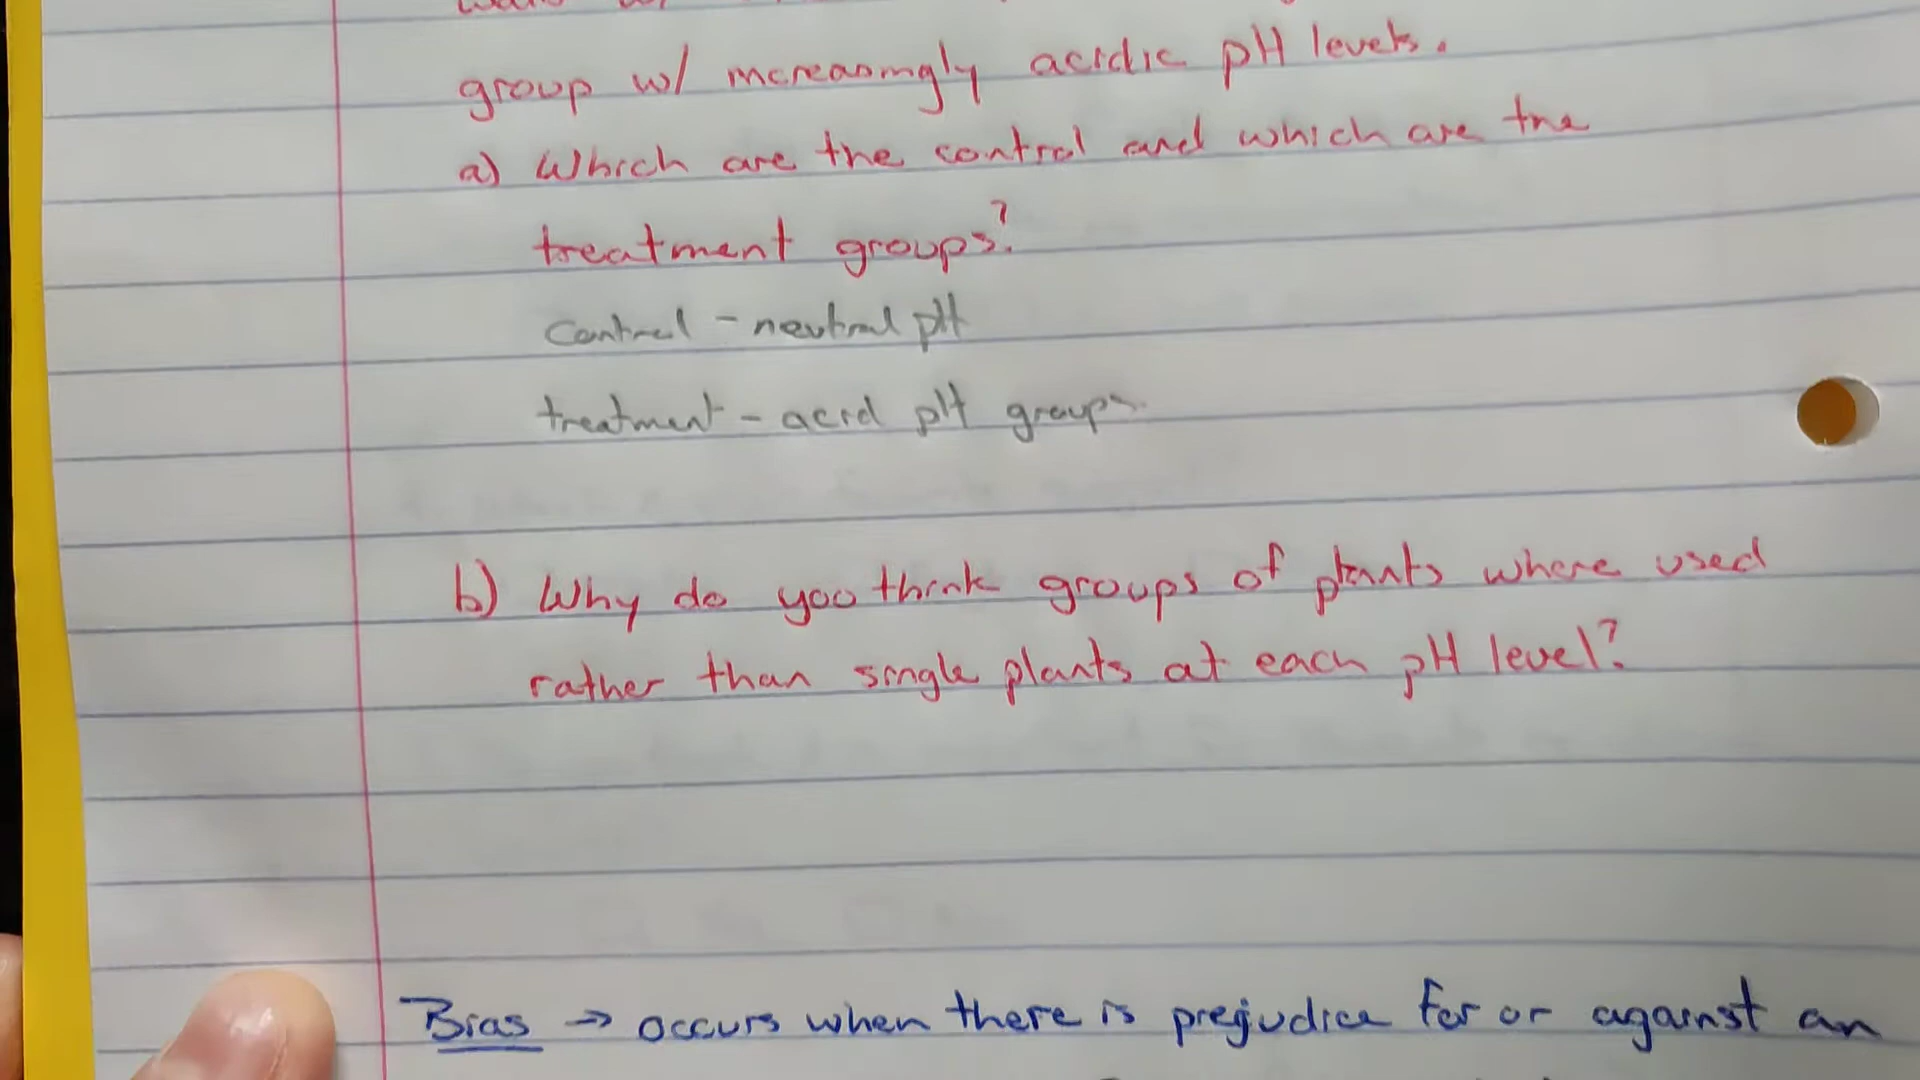 group w/ increasingly acidic pH levels.
a) Which are the control and which are the
treatment groups?
Control - neutral pH
treatment - acid pH groups.
b) Why do you think groups of plants where used
rather than single plants at each pH level?
Bias → occurs when there is prejudice for or against an